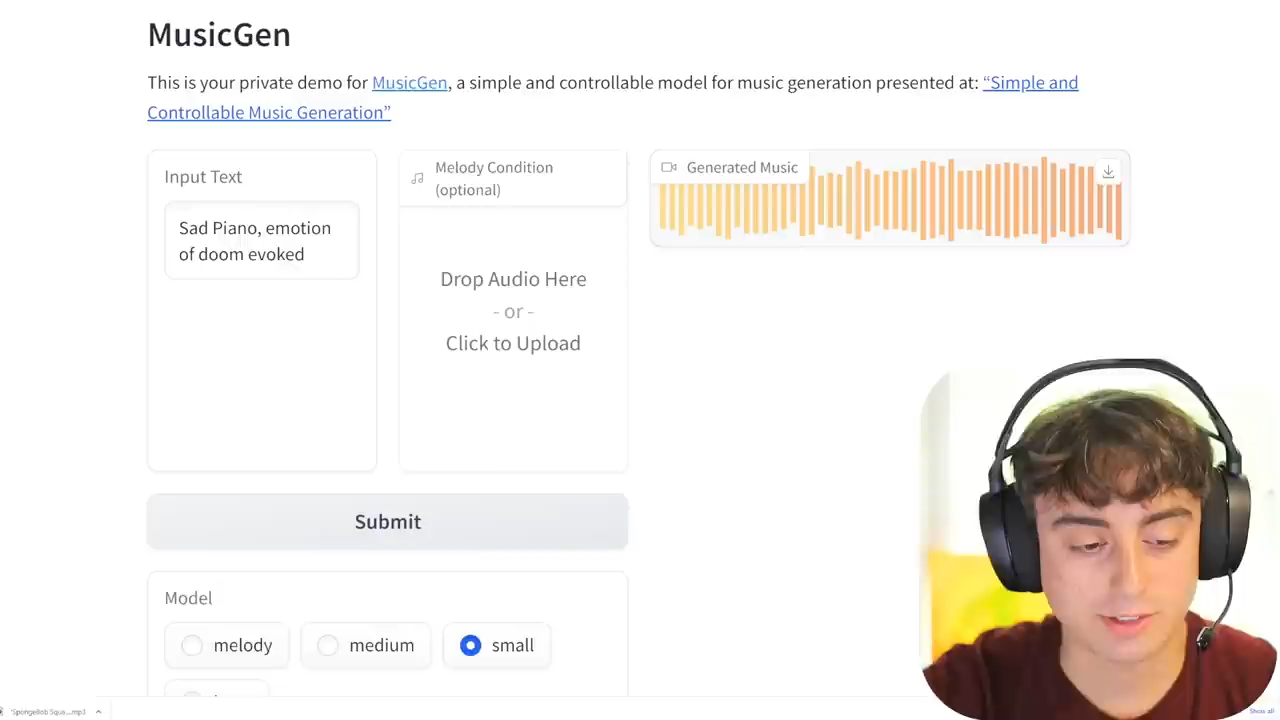 MusicGen
This is your private demo for MusicGen, a simple and controllable model for music generation presented at: “Simple and
Controllable Music Generation”
Input Text
Sad Piano, emotion
of doom evoked
Melody Condition
(optional)
Drop Audio Here
- or -
Click to Upload
Generated Music
Submit
Model
melody
medium
small
Show all